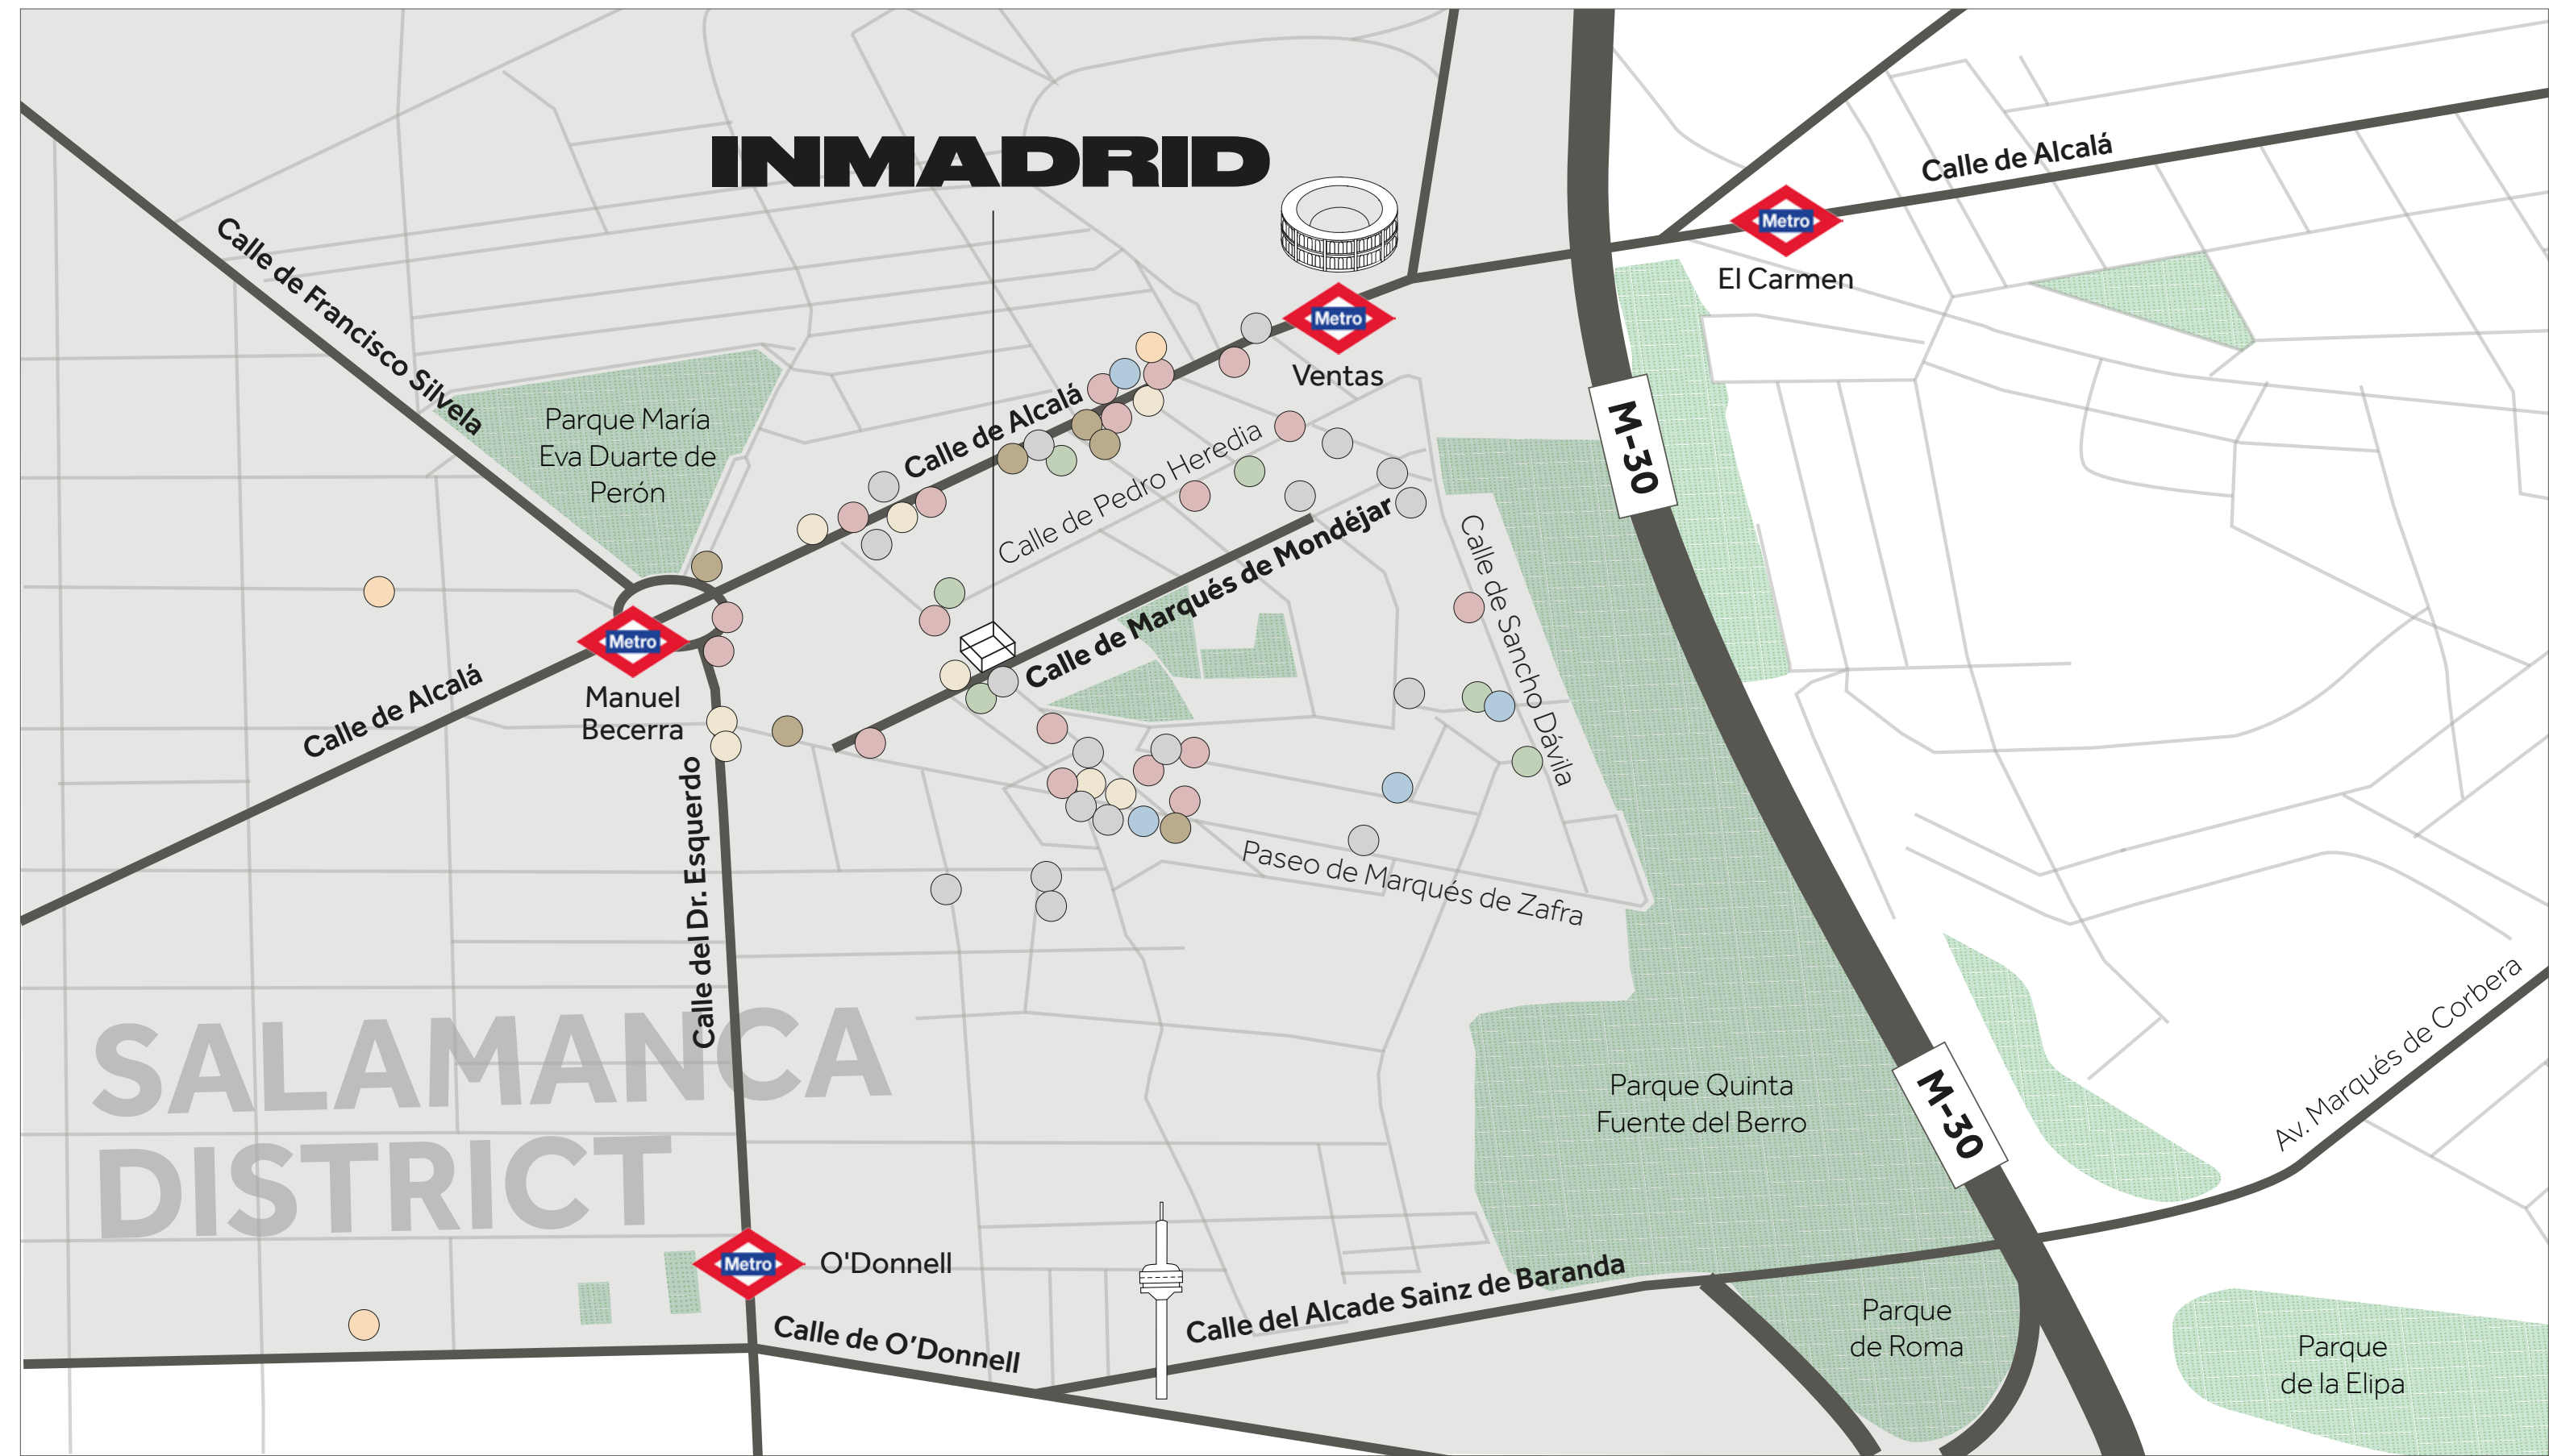 INMADRID
Calle de Alcalá
Metro
El Carmen
Calle de Francisco Silvela
Metro
Ventas
Parque María
Eva Duarte de
Perón
Calle de Alcalá
Calle de Pedro Heredia
M-30
Calle de Marqués de Mondéjar
Calle de Sancho Dávila
Metro
Manuel
Becerra
Calle de Alcalá
Calle del Dr. Esquerdo
Paseo de Marqués de Zafra
SALAMANCA
DISTRICT
Parque Quinta
Fuente del Berro
M-30
Av. Marqués de Corbera
Metro
O'Donnell
Calle de O’Donnell
Calle del Alcade Sainz de Baranda
Parque
de Roma
Parque
de la Elipa